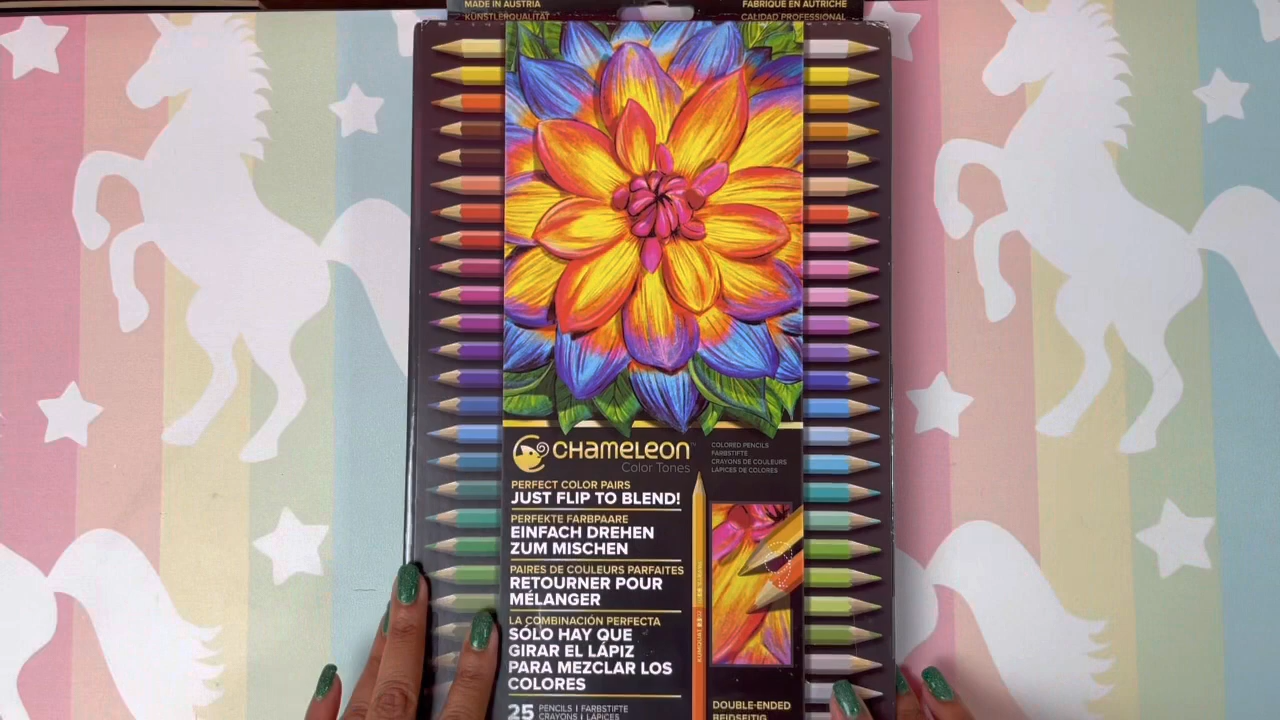 MADE IN AUSTRIA
KÜNSTLERQUALITÄT
FABRIQUÉ EN AUTRICHE
CALIDAD PROFESSIONAL
CHAMELEON™
Color Tones
COLORED PENCILS
FARBSTIFTE
CRAYONS DE COULEURS
LÁPICES DE COLORES
PERFECT COLOR PAIRS
JUST FLIP TO BLEND!
PERFEKTE FARBPAARE
EINFACH DREHEN
ZUM MISCHEN
PAIRES DE COULEURS PARFAITES
RETOURNER POUR
MÉLANGER
LA COMBINACIÓN PERFECTA
SÓLO HAY QUE
GIRAR EL LÁPIZ
PARA MEZCLAR LOS
COLORES
25 PENCILS | FARBSTIFTE
CRAYONS | LÁPICES
DOUBLE-ENDED
BEIDSEITIG